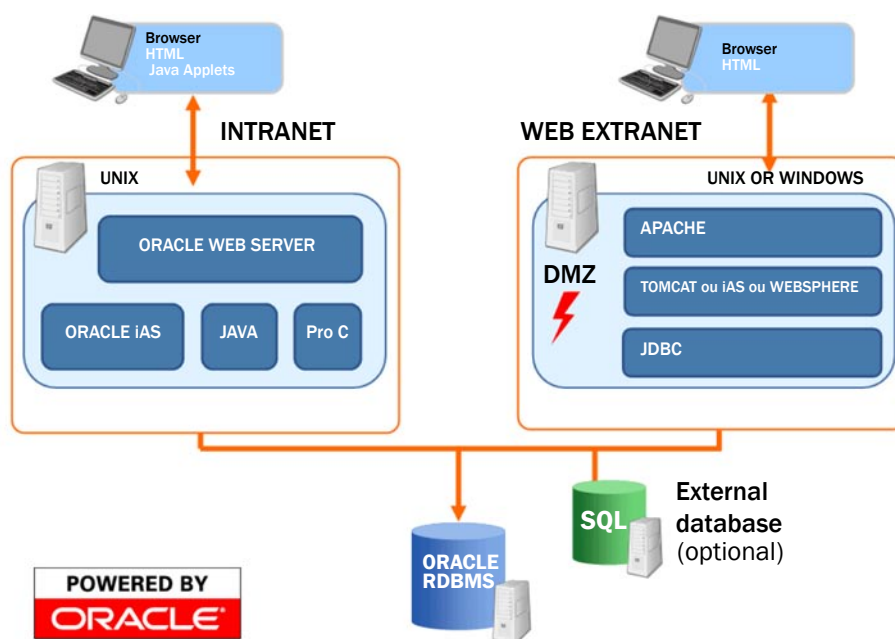 Browser
HTML
Java Applets
Browser
HTML
INTRANET
WEB EXTRANET
UNIX
UNIX OR WINDOWS
ORACLE WEB SERVER
APACHE
DMZ
TOMCAT ou iAS ou WEBSPHERE
ORACLE iAS
JAVA
Pro C
JDBC
SQL
External
database
(optional)
ORACLE
RDBMS
POWERED BY
ORACLE